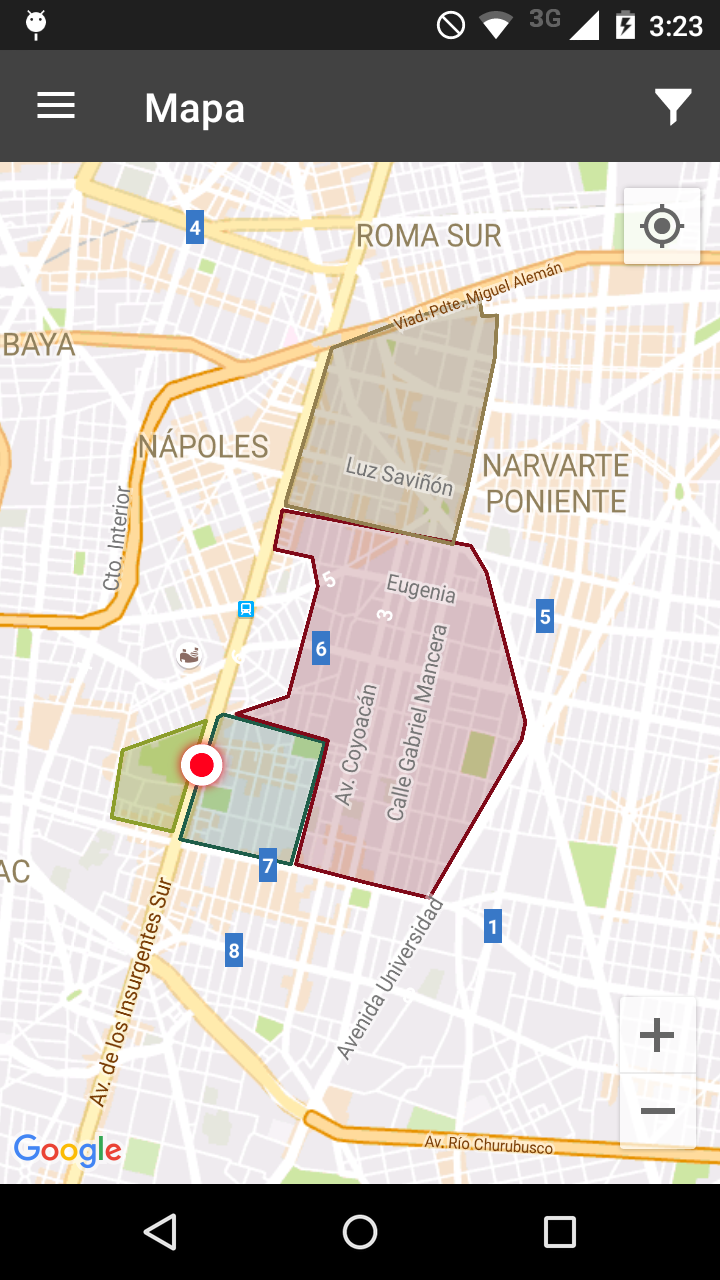 3G
3:23
Mapa
4
ROMA SUR
Viad. Pdte. Miguel Alemán
BAYA
NÁPOLES
Luz Saviñón
NARVARTE
PONIENTE
Cto. Interior
5
Eugenia
3
5
6
Calle Gabriel Mancera
Av. Coyoacán
7
AC
1
8
Av. de los Insurgentes Sur
Avenida Universidad
+
−
Google
Av. Río Churubusco